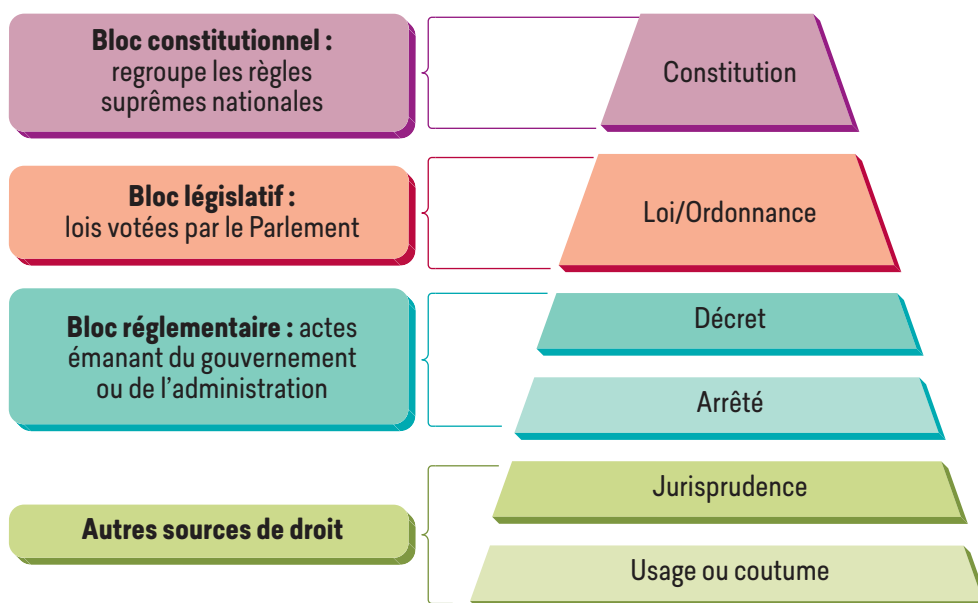 Bloc constitutionnel :
regroupe les règles
suprêmes nationales
Constitution
Bloc législatif :
lois votées par le Parlement
Loi/Ordonnance
Bloc réglementaire : actes
émanant du gouvernement
ou de l'administration
Décret
Arrêté
Autres sources de droit
Jurisprudence
Usage ou coutume